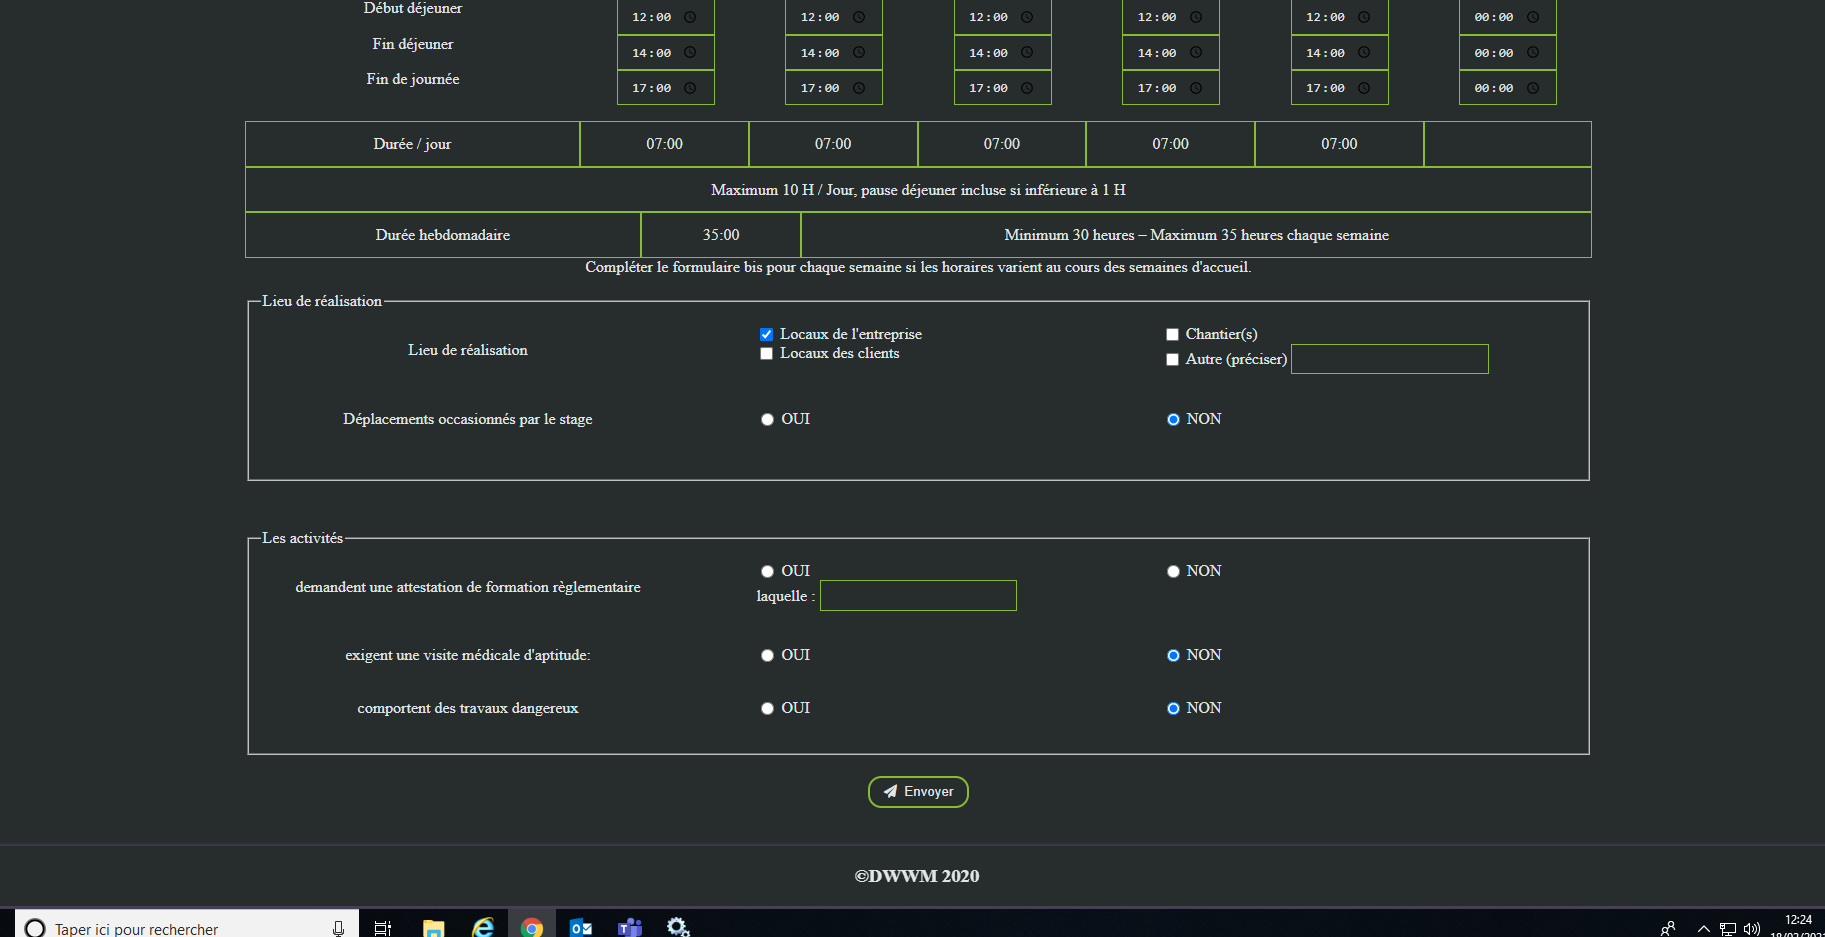 Début déjeuner 12:00 12:00 12:00 12:00 12:00 00:00
Fin déjeuner 14:00 14:00 14:00 14:00 14:00 00:00
Fin de journée 17:00 17:00 17:00 17:00 17:00 00:00
Durée / jour 07:00 07:00 07:00 07:00 07:00
Maximum 10 H / Jour, pause déjeuner incluse si inférieure à 1 H
Durée hebdomadaire 35:00 Minimum 30 heures – Maximum 35 heures chaque semaine
Compléter le formulaire bis pour chaque semaine si les horaires varient au cours des semaines d'accueil.
Lieu de réalisation
Lieu de réalisation
Locaux de l'entreprise
Locaux des clients
Chantier(s)
Autre (préciser)
Déplacements occasionnés par le stage OUI NON
Les activités
demandent une attestation de formation règlementaire
OUI NON
laquelle :
exigent une visite médicale d'aptitude: OUI NON
comportent des travaux dangereux OUI NON
Envoyer
©DWWM 2020
Taper ici pour rechercher
12:24